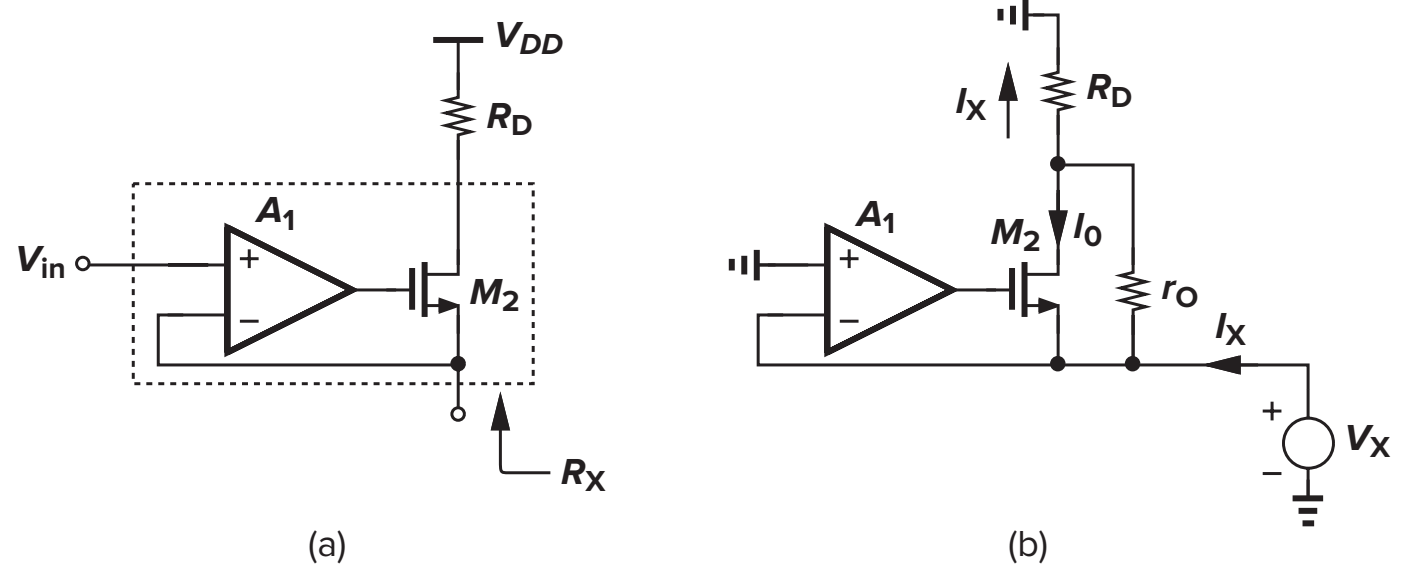 V_DD
R_D
A_1
V_in
+
−
M_2
R_X
(a)
I_X
R_D
A_1
+
−
M_2
I_0
r_O
I_X
+
−
V_X
(b)